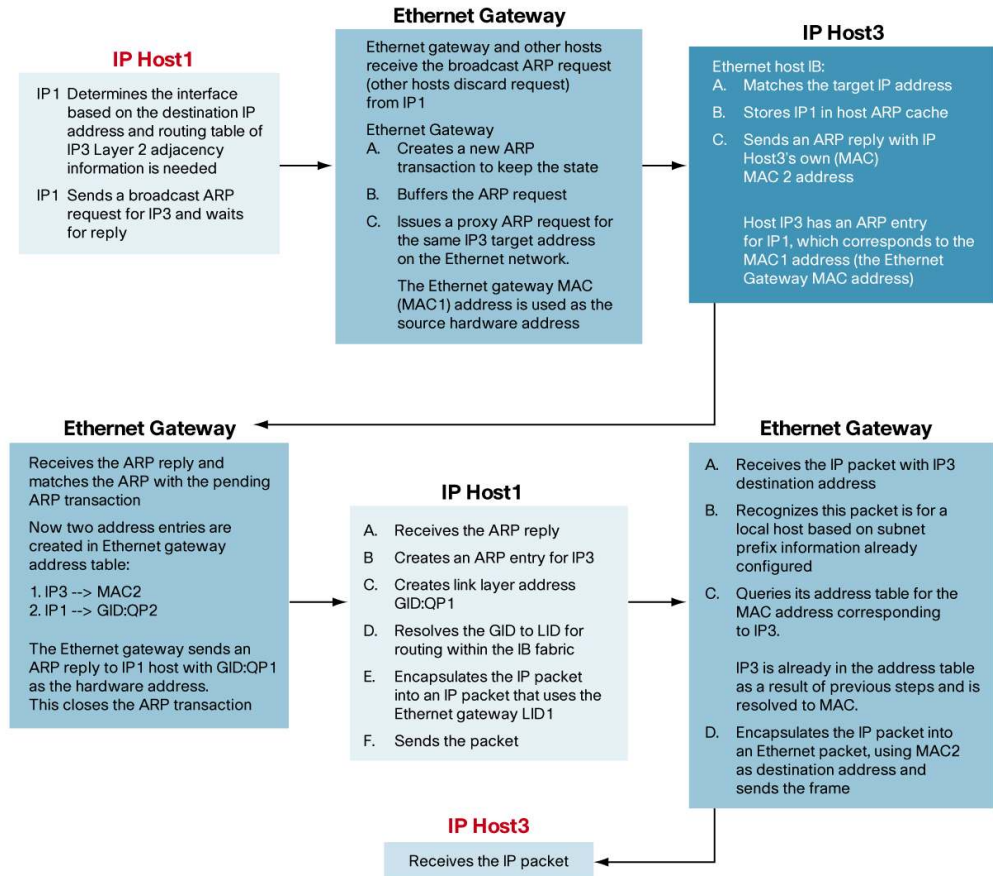 IP Host1
IP1 Determines the interface
based on the destination IP
address and routing table of
IP3 Layer 2 adjacency
information is needed
IP1 Sends a broadcast ARP
request for IP3 and waits
for reply
Ethernet Gateway
Ethernet gateway and other hosts
receive the broadcast ARP request
(other hosts discard request)
from IP1
Ethernet Gateway
A. Creates a new ARP
transaction to keep the state
B. Buffers the ARP request
C. Issues a proxy ARP request for
the same IP3 target address
on the Ethernet network.
The Ethernet gateway MAC
(MAC1) address is used as the
source hardware address
IP Host3
Ethernet host IB:
A. Matches the target IP address
B. Stores IP1 in host ARP cache
C. Sends an ARP reply with IP
Host3's own (MAC)
MAC 2 address
Host IP3 has an ARP entry
for IP1, which corresponds to the
MAC1 address (the Ethernet
Gateway MAC address)
Ethernet Gateway
Receives the ARP reply and
matches the ARP with the pending
ARP transaction
Now two address entries are
created in Ethernet gateway
address table:
1. IP3 --> MAC2
2. IP1 --> GID:QP2
The Ethernet gateway sends an
ARP reply to IP1 host with GID:QP1
as the hardware address.
This closes the ARP transaction
IP Host1
A. Receives the ARP reply
B Creates an ARP entry for IP3
C. Creates link layer address
GID:QP1
D. Resolves the GID to LID for
routing within the IB fabric
E. Encapsulates the IP packet
into an IP packet that uses the
Ethernet gateway LID1
F. Sends the packet
Ethernet Gateway
A. Receives the IP packet with IP3
destination address
B. Recognizes this packet is for a
local host based on subnet
prefix information already
configured
C. Queries its address table for the
MAC address corresponding
to IP3.
IP3 is already in the address table
as a result of previous steps and is
resolved to MAC.
D. Encapsulates the IP packet into
an Ethernet packet, using MAC2
as destination address and
sends the frame
IP Host3
Receives the IP packet